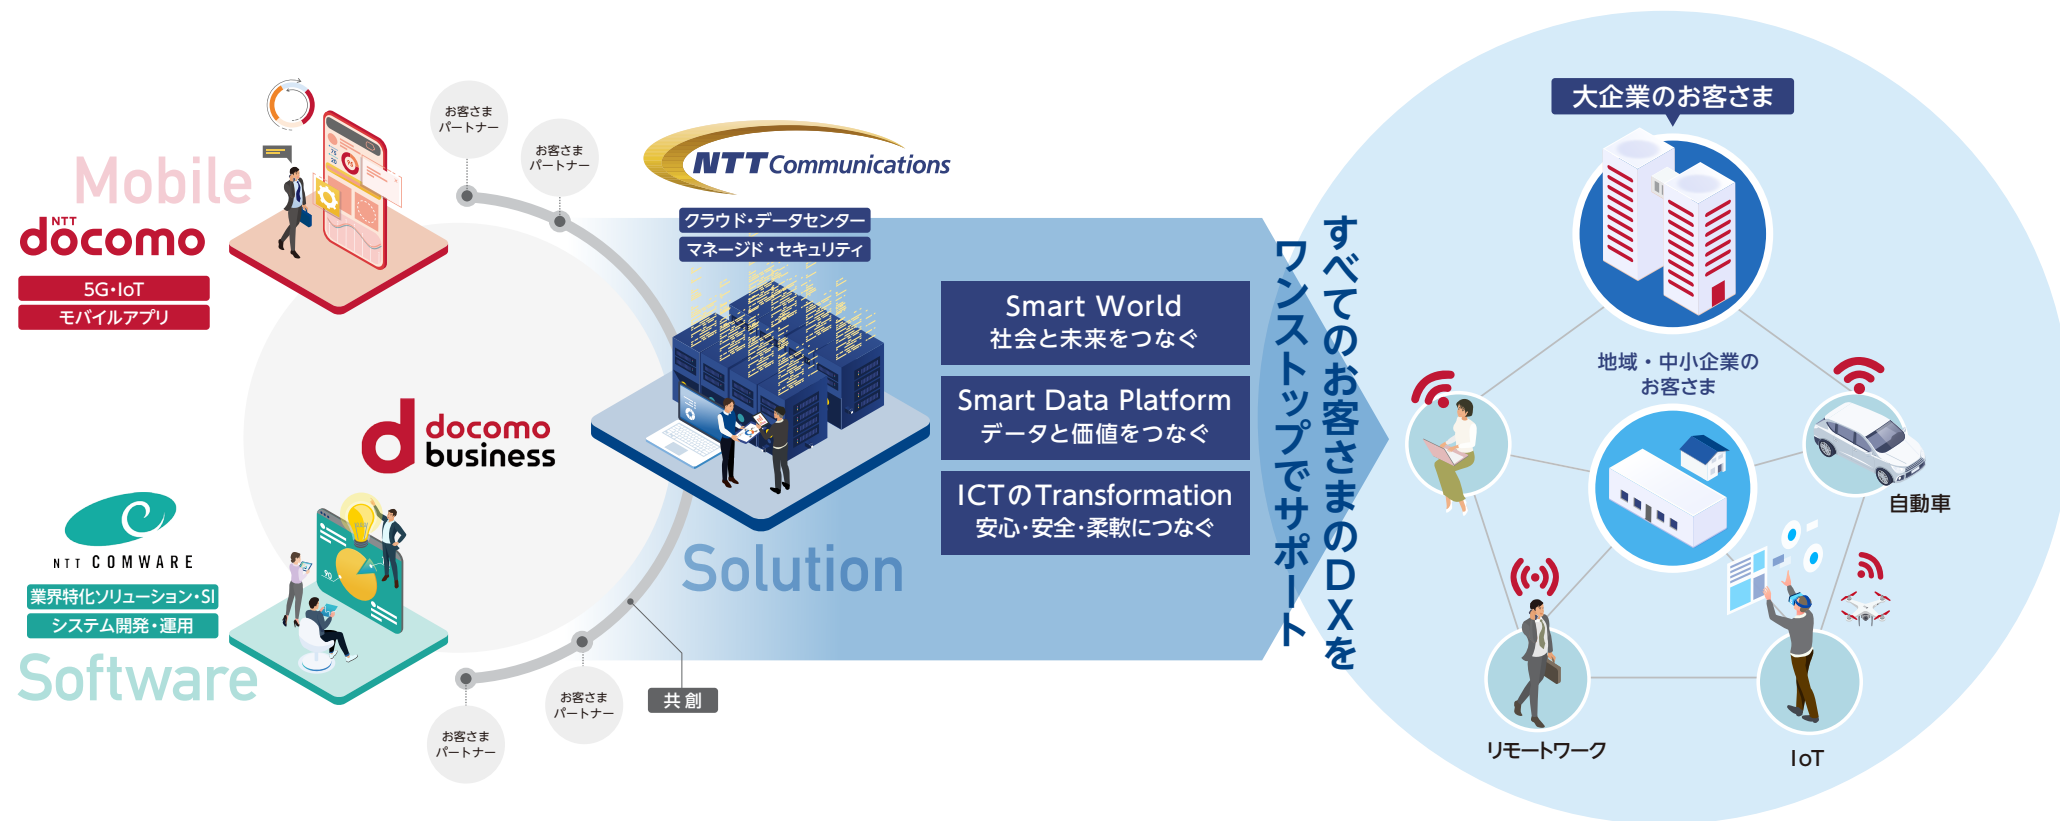 Mobile
NTT
docomo
5G・IoT
モバイルアプリ
お客さま
パートナー
お客さま
パートナー
NTT Communications
クラウド・データセンター
マネージド・セキュリティ
docomo
business
NTT COMWARE
業界特化ソリューション・SI
システム開発・運用
Software
Solution
お客さま
パートナー
お客さま
パートナー
共創
Smart World
社会と未来をつなぐ
Smart Data Platform
データと価値をつなぐ
ICTのTransformation
安心・安全・柔軟につなぐ
すべてのお客さまのDXを
ワンストップでサポート
大企業のお客さま
地域・中小企業の
お客さま
自動車
リモートワーク
IoT